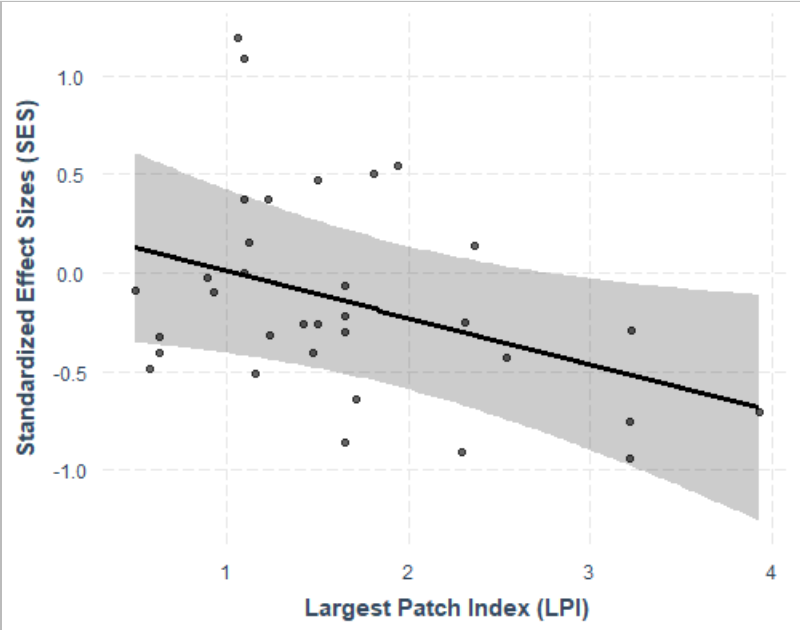 Standardized Effect Sizes (SES)
1.0
0.5
0.0
-0.5
-1.0
1 2 3 4
Largest Patch Index (LPI)